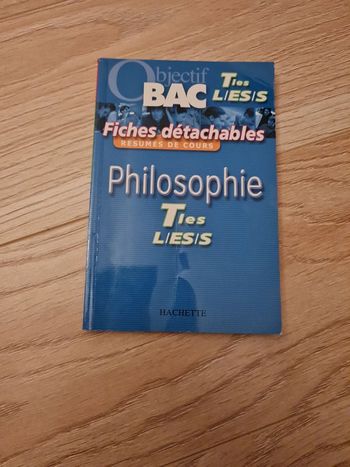 Objectif
BAC
Tles
L/ES/S
Fiches détachables
RÉSUMÉS DE COURS
Philosophie
Tles
L/ES/S
HACHETTE